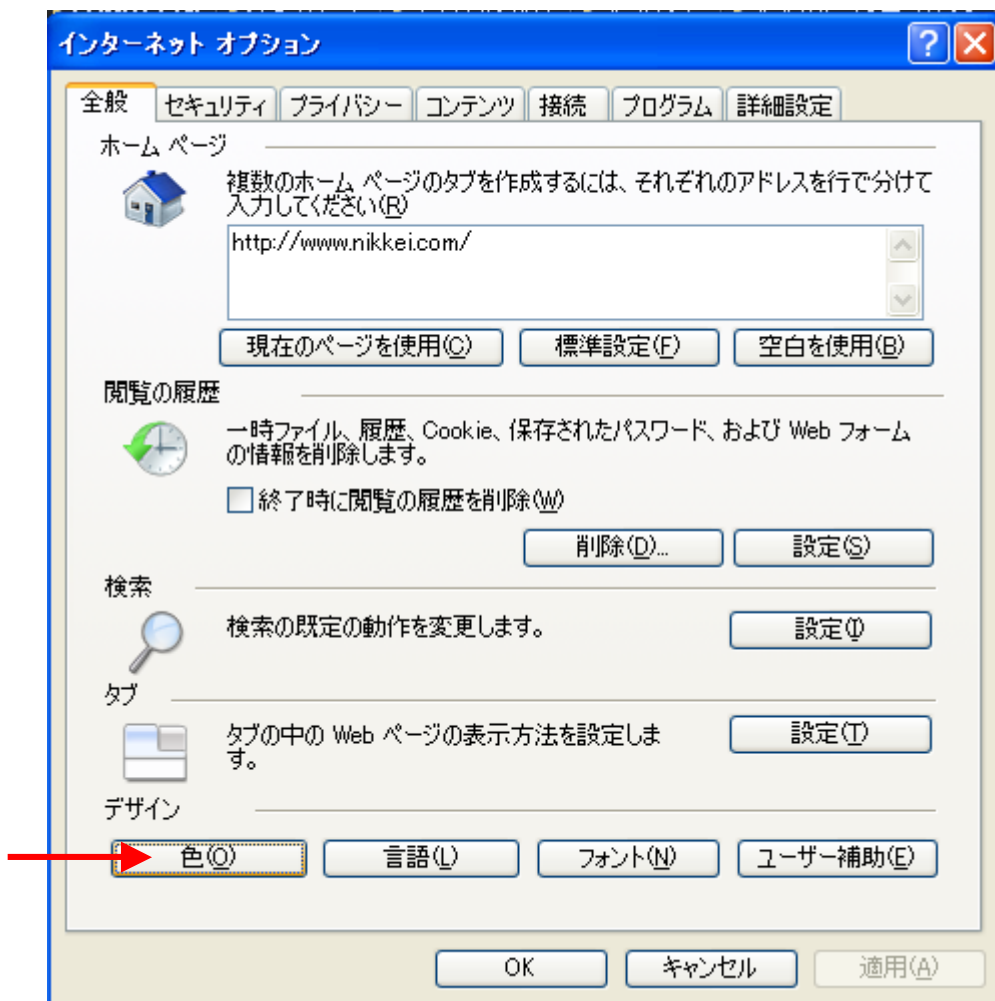 インターネット オプション
全般 セキュリティ プライバシー コンテンツ 接続 プログラム 詳細設定
ホーム ページ
複数のホーム ページのタブを作成するには、それぞれのアドレスを行で分けて
入力してください(R)
http://www.nikkei.com/
現在のページを使用(C) 標準設定(F) 空白を使用(B)
閲覧の履歴
一時ファイル、履歴、Cookie、保存されたパスワード、および Web フォーム
の情報を削除します。
終了時に閲覧の履歴を削除(W)
削除(D)... 設定(S)
検索
検索の既定の動作を変更します。
設定(I)
タブ
タブの中の Web ページの表示方法を設定しま
す。
設定(T)
デザイン
色(O) 言語(L) フォント(N) ユーザー補助(E)
OK キャンセル 適用(A)